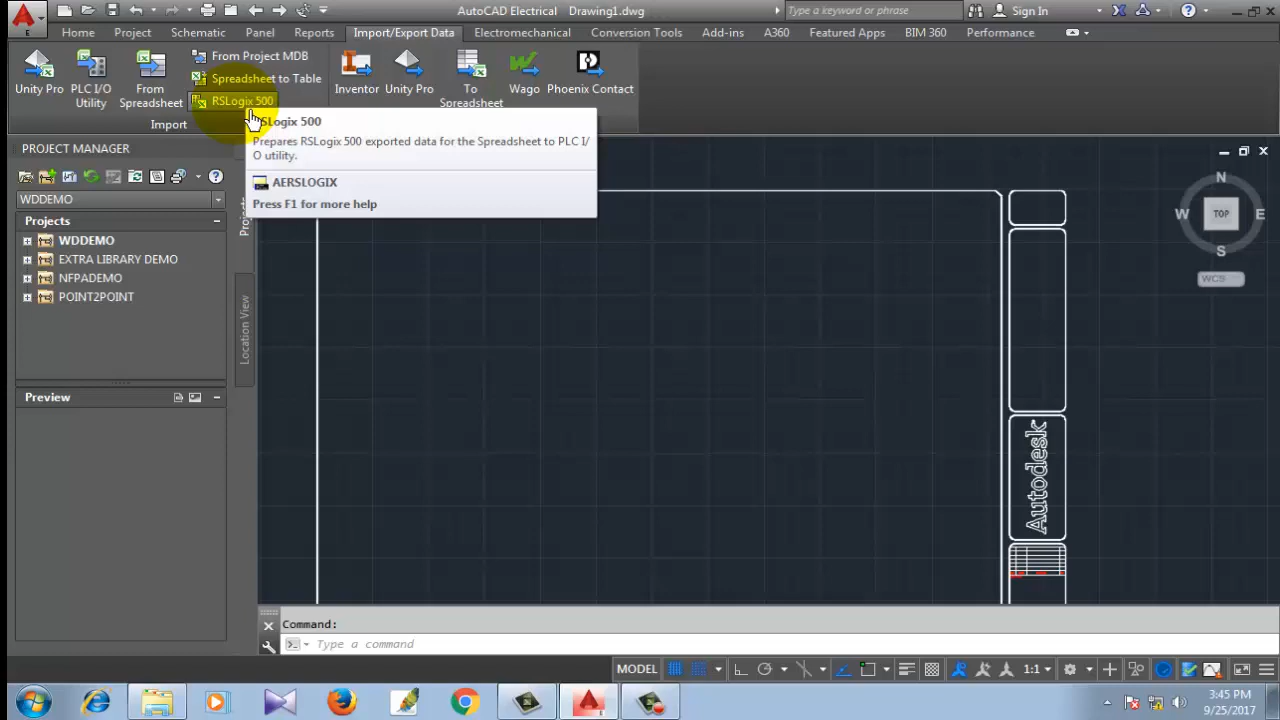 AutoCAD Electrical Drawing1.dwg
Type a keyword or phrase
Sign In
Home
Project
Schematic
Panel
Reports
Import/Export Data
Electromechanical
Conversion Tools
Add-ins
A360
Featured Apps
BIM 360
Performance
From Project MDB
Spreadsheet to Table
RSLogix 500
Unity Pro
PLC I/O
Utility
From
Spreadsheet
Inventor
Unity Pro
To
Spreadsheet
Wago
Phoenix Contact
Import
SLogix 500
Prepares RSLogix 500 exported data for the Spreadsheet to PLC I/
O utility.
AERSLOGIX
Press F1 for more help
PROJECT MANAGER
WDDEMO
Projects
WDDEMO
EXTRA LIBRARY DEMO
NFPADEMO
POINT2POINT
Location View
Preview
N
W
TOP
E
S
WCS
Autodesk
Command:
Type a command
MODEL
1:1
3:45 PM
9/25/2017